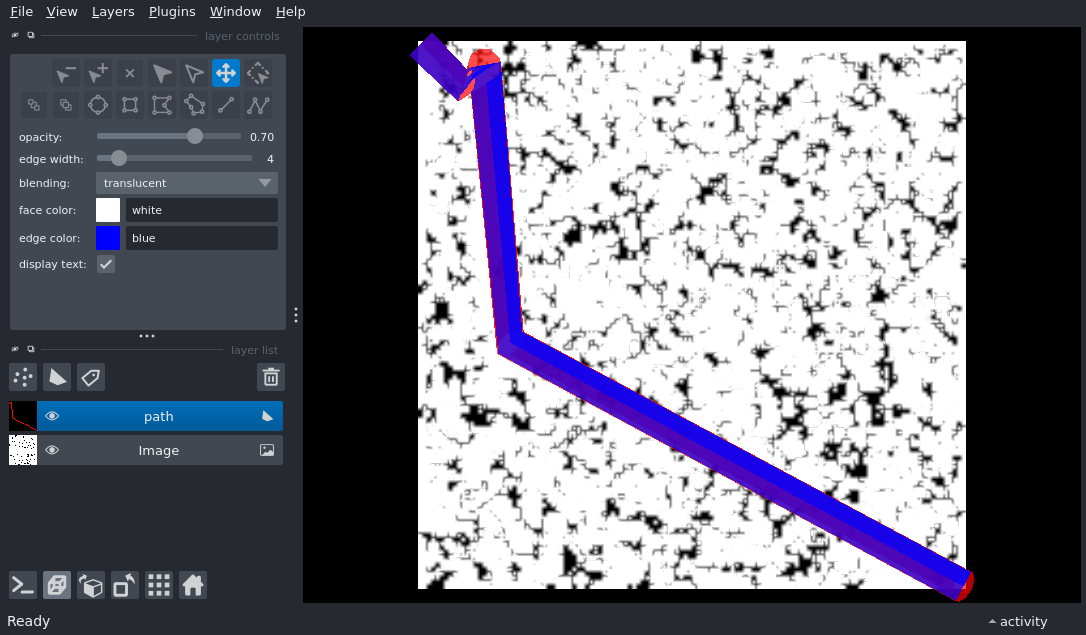 File View Layers Plugins Window Help
layer controls
opacity: 0.70
edge width: 4
blending: translucent
face color: white
edge color: blue
display text:
layer list
path
Image
Ready activity